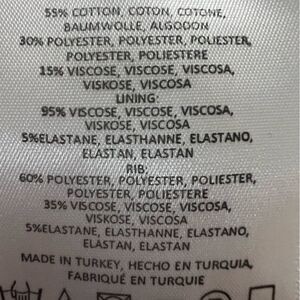 55% COTTON, COTON, COTONE,
BAUMWOLLE, ALGODON
30% POLYESTER, POLYESTER, POLIESTER,
POLYESTER, POLIESTERE
15% VISCOSE, VISCOSE, VISCOSA,
VISKOSE, VISCOSA
LINING:
95% VISCOSE, VISCOSE, VISCOSA,
VISKOSE, VISCOSA
5%ELASTANE, ELASTHANNE, ELASTANO,
ELASTAN, ELASTAN
RIB:
60% POLYESTER, POLYESTER, POLIESTER,
POLYESTER, POLIESTERE
35% VISCOSE, VISCOSE, VISCOSA,
VISKOSE, VISCOSA
5%ELASTANE, ELASTHANNE, ELASTANO,
ELASTAN, ELASTAN
MADE IN TURKEY, HECHO EN TURQUIA,
FABRIQUÉ EN TURQUIE